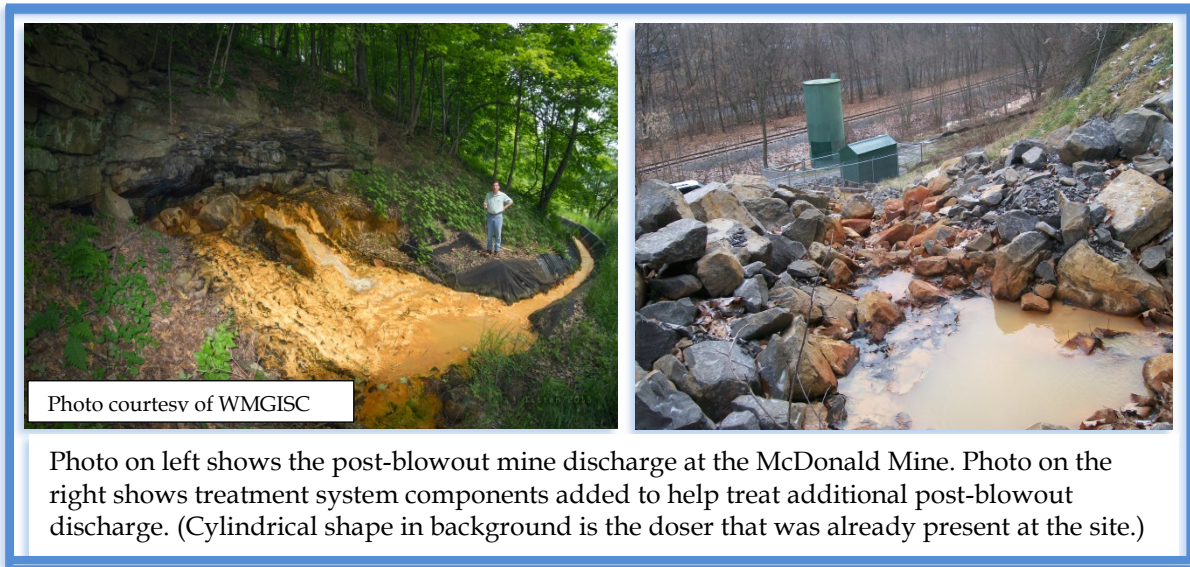 Photo courtesy of WMGISC
Photo on left shows the post-blowout mine discharge at the McDonald Mine. Photo on the
right shows treatment system components added to help treat additional post-blowout
discharge. (Cylindrical shape in background is the doser that was already present at the site.)